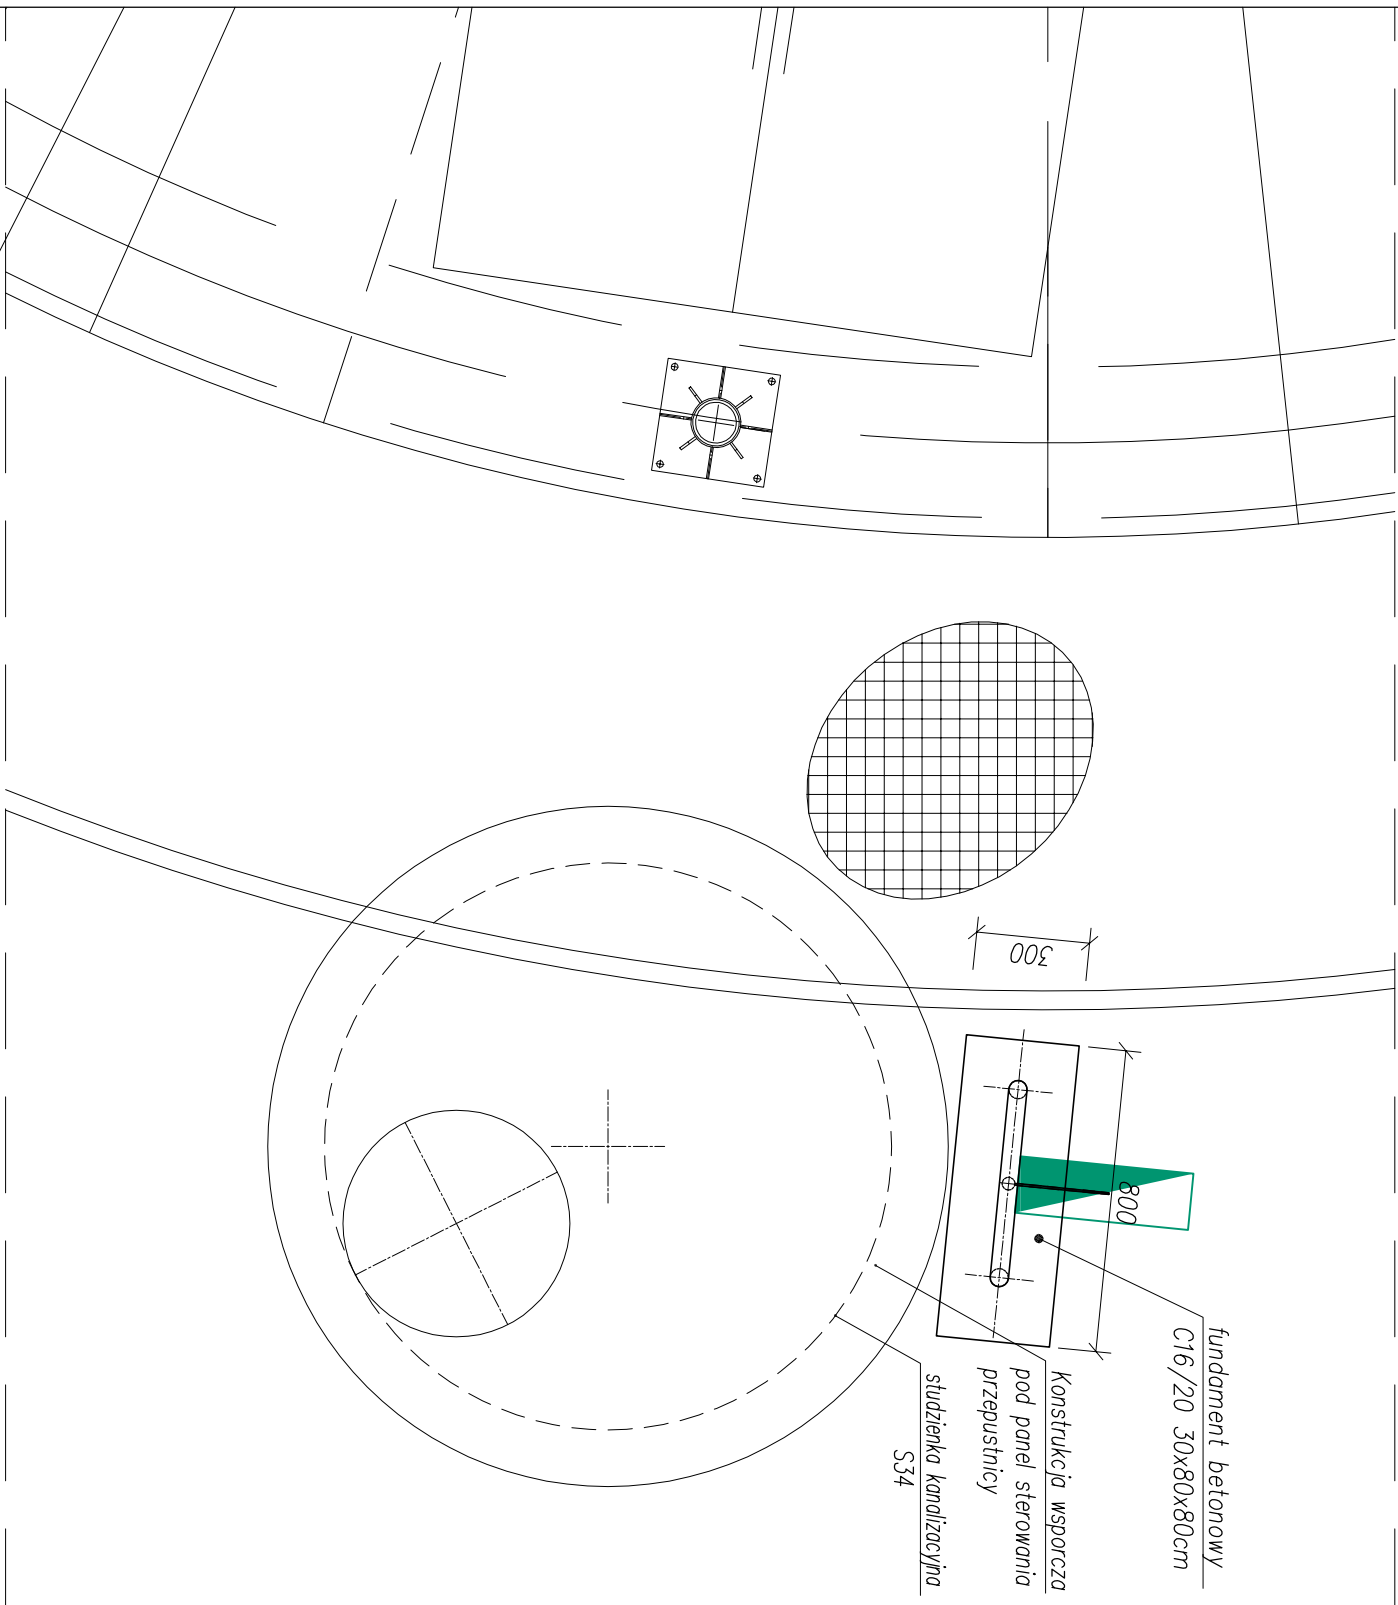 300
800
fundament betonowy
C16/20 30x80x80cm
Konstrukcja wsporcza
pod panel sterowania
przepustnicy
studzienka kanalizacyjna
S34